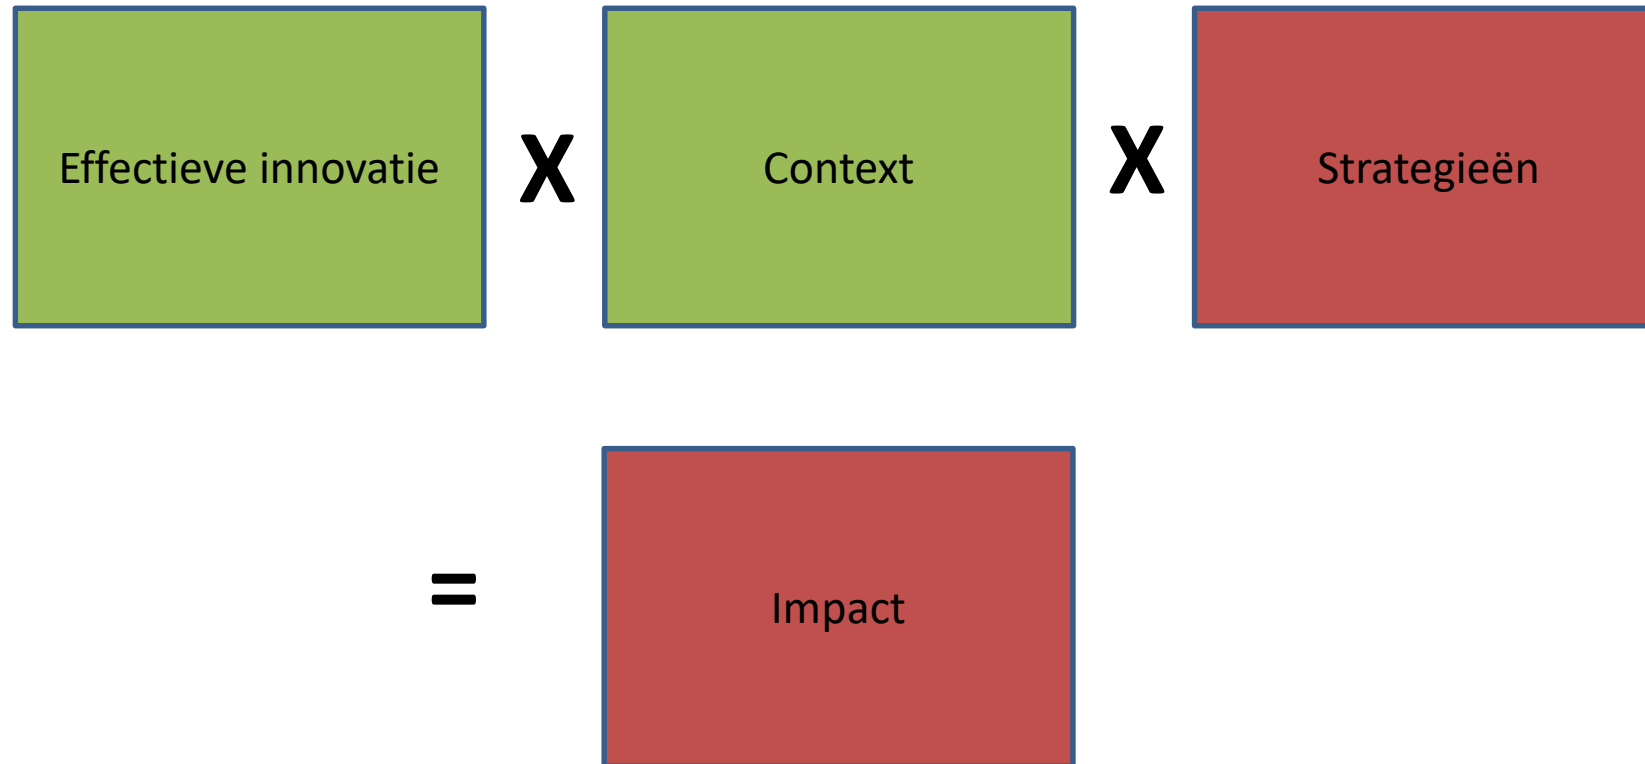 Effectieve innovatie X Context X Strategieën
= Impact